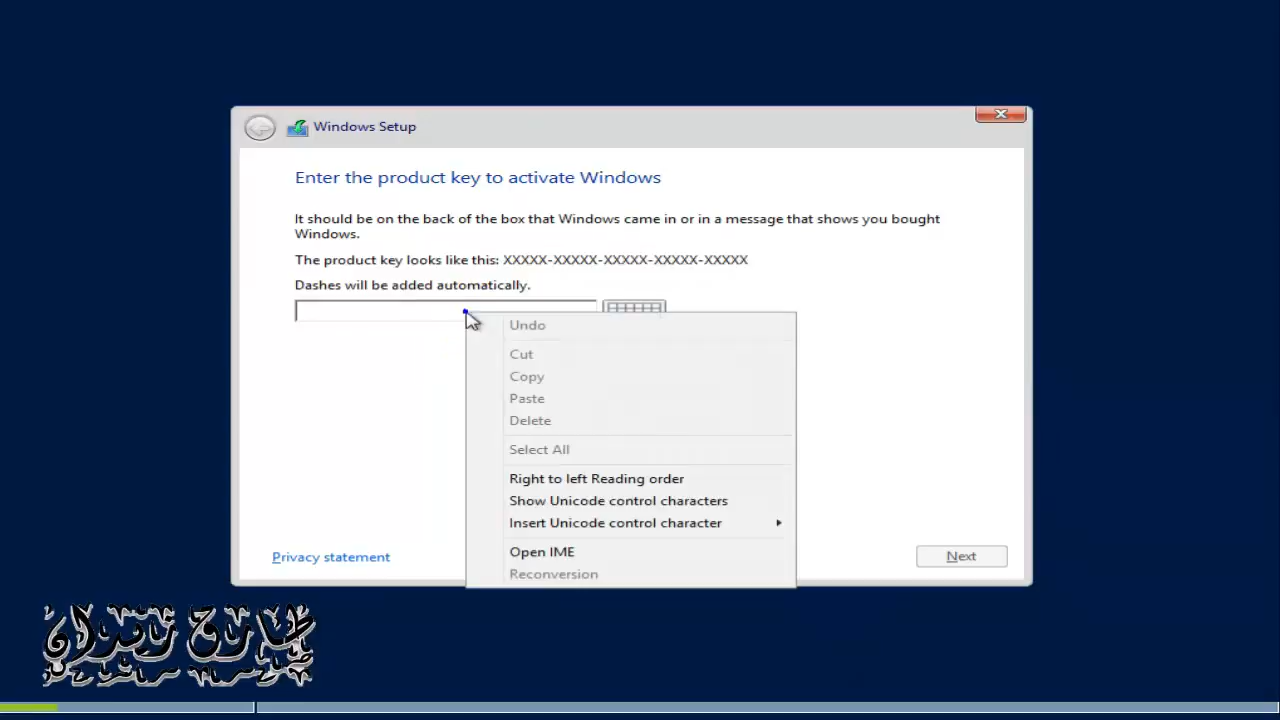 Windows Setup
Enter the product key to activate Windows
It should be on the back of the box that Windows came in or in a message that shows you bought
Windows.
The product key looks like this: XXXXX-XXXXX-XXXXX-XXXXX-XXXXX
Dashes will be added automatically.
Undo
Cut
Copy
Paste
Delete
Select All
Right to left Reading order
Show Unicode control characters
Insert Unicode control character
Open IME
Reconversion
Privacy statement
Next
طارق زيدان